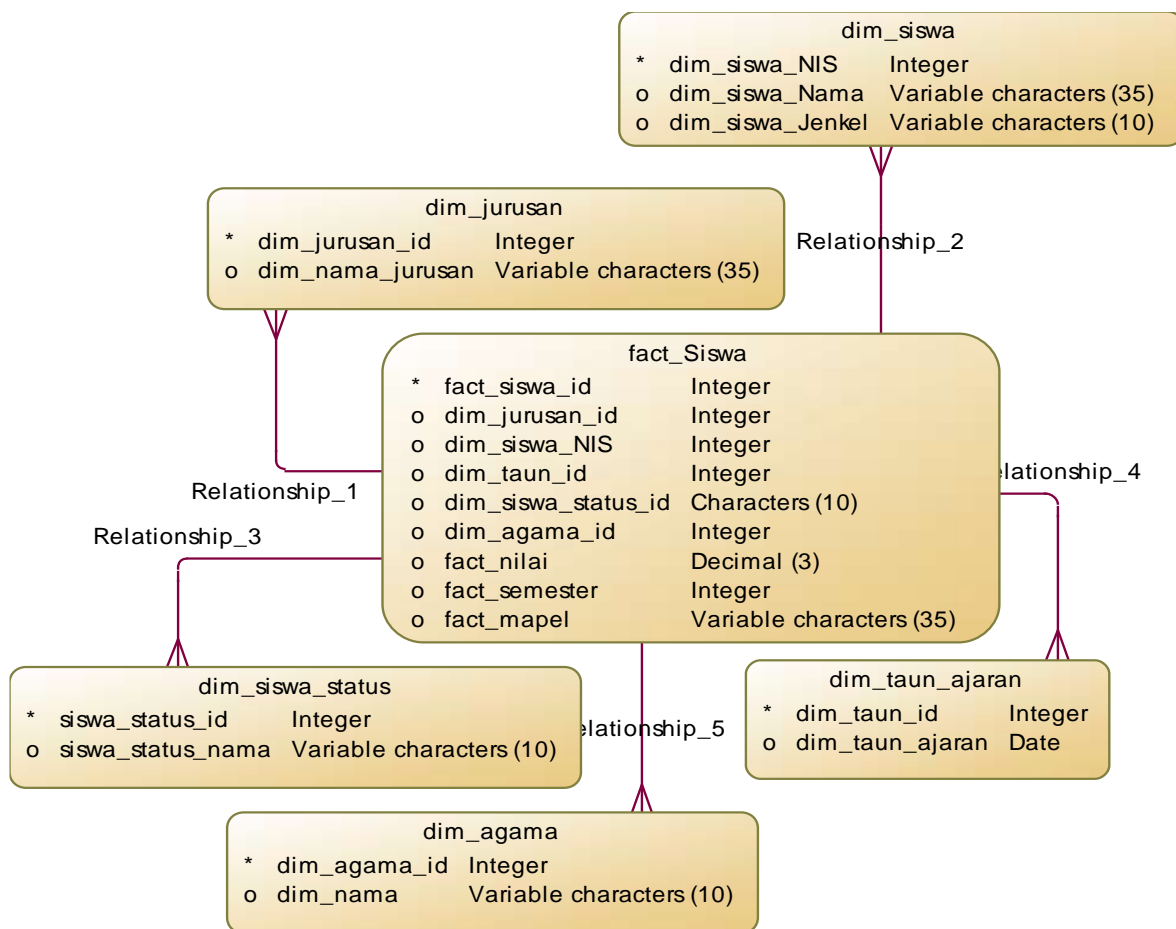 dim_siswa
* dim_siswa_NIS Integer
o dim_siswa_Nama Variable characters (35)
o dim_siswa_Jenkel Variable characters (10)
dim_jurusan
* dim_jurusan_id Integer
o dim_nama_jurusan Variable characters (35)
Relationship_2
fact_Siswa
* fact_siswa_id Integer
o dim_jurusan_id Integer
o dim_siswa_NIS Integer
o dim_taun_id Integer
o dim_siswa_status_id Characters (10)
o dim_agama_id Integer
o fact_nilai Decimal (3)
o fact_semester Integer
o fact_mapel Variable characters (35)
elationship_4
Relationship_1
Relationship_3
dim_siswa_status
* siswa_status_id Integer
o siswa_status_nama Variable characters (10)
elationship_5
dim_taun_ajaran
* dim_taun_id Integer
o dim_taun_ajaran Date
dim_agama
* dim_agama_id Integer
o dim_nama Variable characters (10)